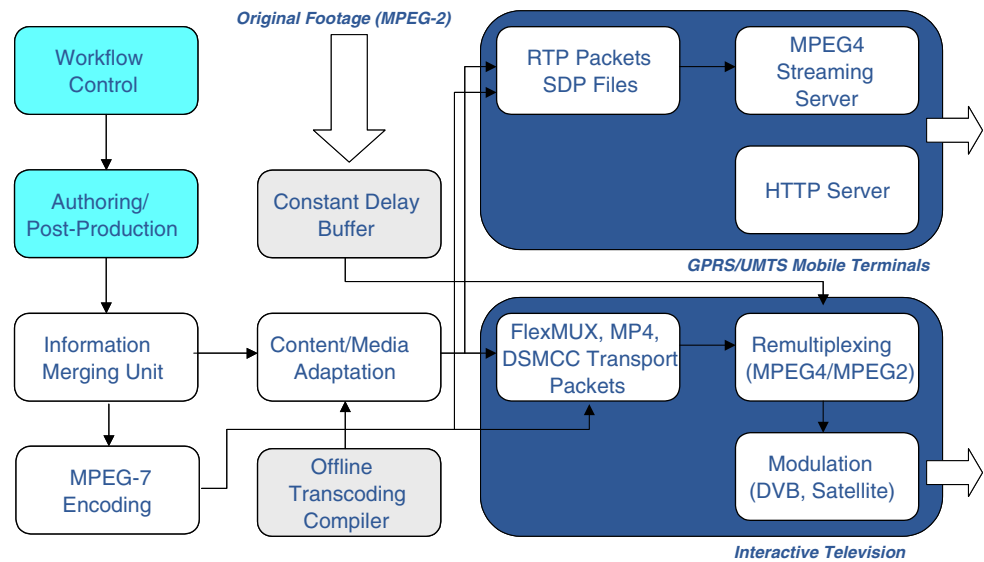 Original Footage (MPEG-2)
Workflow
Control
RTP Packets
SDP Files
MPEG4
Streaming
Server
Authoring/
Post-Production
Constant Delay
Buffer
HTTP Server
GPRS/UMTS Mobile Terminals
Information
Merging Unit
Content/Media
Adaptation
FlexMUX, MP4,
DSMCC Transport
Packets
Remultiplexing
(MPEG4/MPEG2)
MPEG-7
Encoding
Offline
Transcoding
Compiler
Modulation
(DVB, Satellite)
Interactive Television